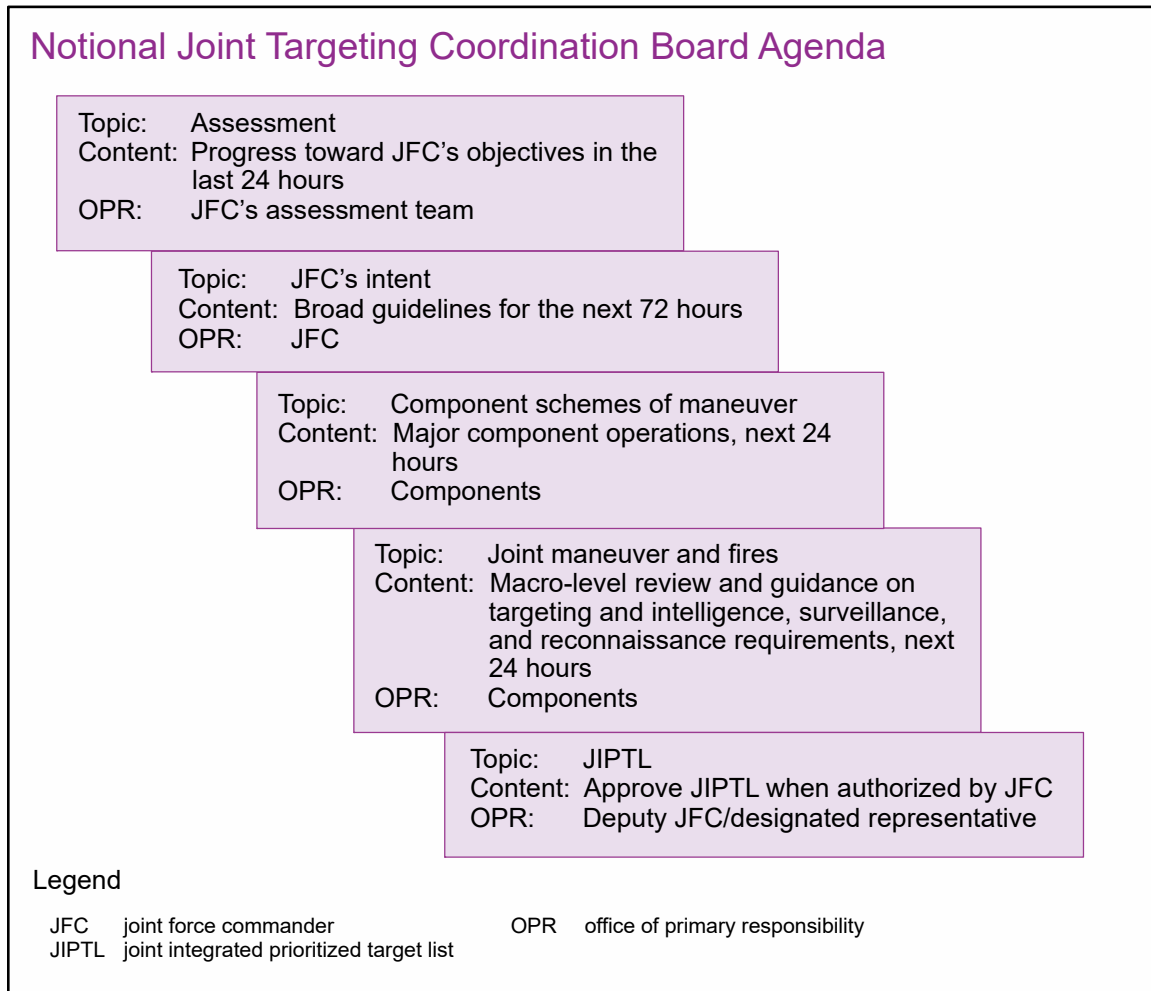 Notional Joint Targeting Coordination Board Agenda
Topic: Assessment
Content: Progress toward JFC’s objectives in the
last 24 hours
OPR: JFC’s assessment team
Topic: JFC’s intent
Content: Broad guidelines for the next 72 hours
OPR: JFC
Topic: Component schemes of maneuver
Content: Major component operations, next 24
hours
OPR: Components
Topic: Joint maneuver and fires
Content: Macro-level review and guidance on
targeting and intelligence, surveillance,
and reconnaissance requirements, next
24 hours
OPR: Components
Topic: JIPTL
Content: Approve JIPTL when authorized by JFC
OPR: Deputy JFC/designated representative
Legend
JFC joint force commander
JIPTL joint integrated prioritized target list
OPR office of primary responsibility